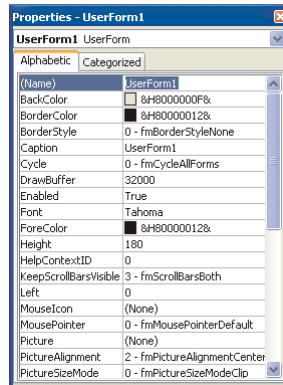 Properties - UserForm1
UserForm1 UserForm
Alphabetic Categorized
(Name) UserForm1
BackColor &H8000000F&
BorderColor &H80000012&
BorderStyle 0 - fmBorderStyleNone
Caption UserForm1
Cycle 0 - fmCycleAllForms
DrawBuffer 32000
Enabled True
Font Tahoma
ForeColor &H80000012&
Height 180
HelpContextID 0
KeepScrollBarsVisible 3 - fmScrollBarsBoth
Left 0
MouseIcon (None)
MousePointer 0 - fmMousePointerDefault
Picture (None)
PictureAlignment 2 - fmPictureAlignmentCenter
PictureSizeMode 0 - fmPictureSizeModeClip